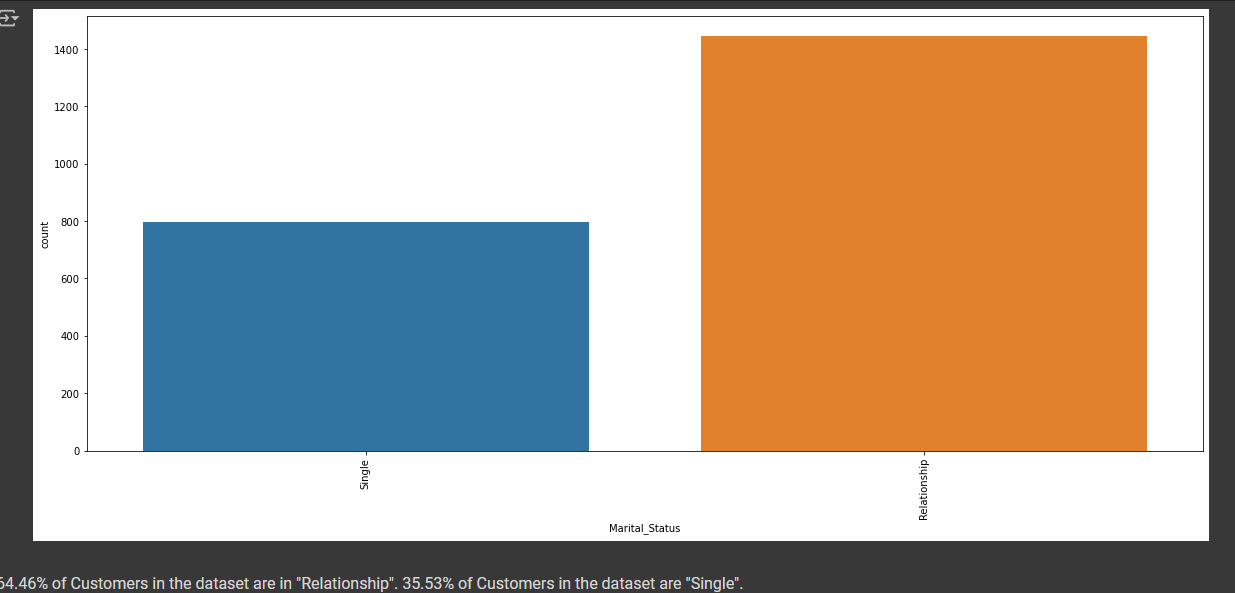 1400
1200
1000
800
600
400
200
0
count
Single
Relationship
Marital_Status
64.46% of Customers in the dataset are in "Relationship". 35.53% of Customers in the dataset are "Single".